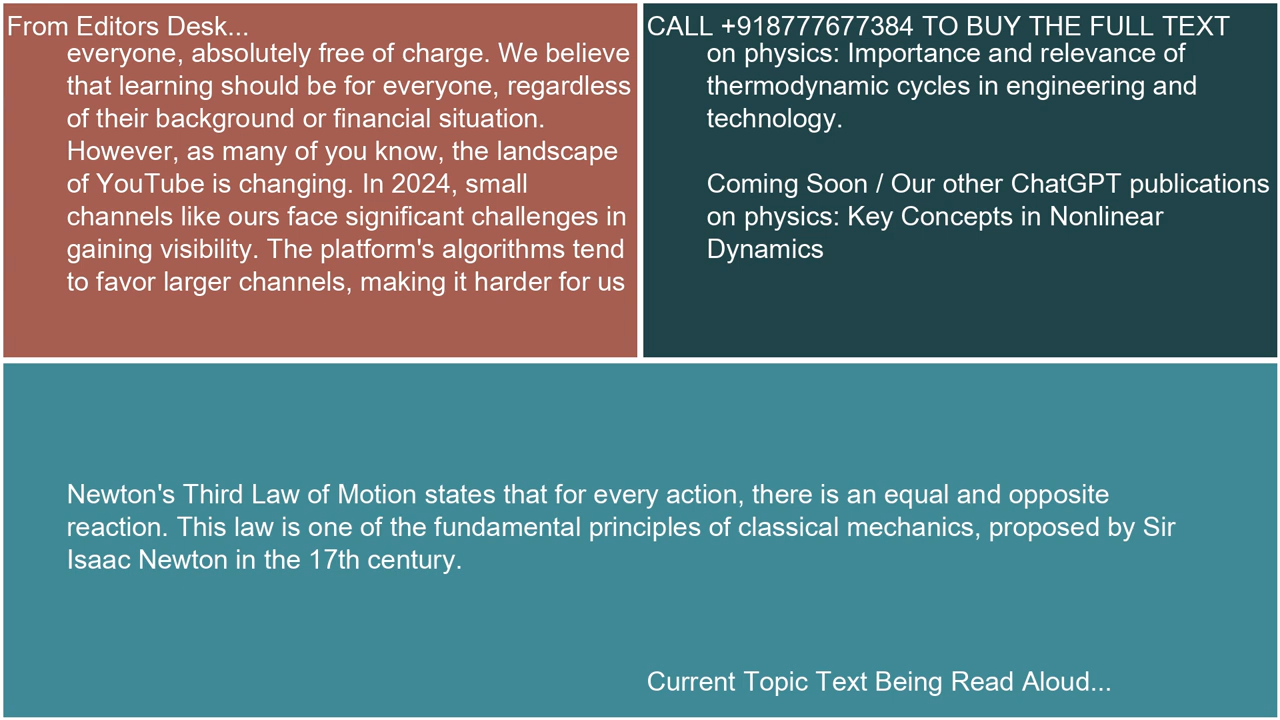 From Editors Desk...
everyone, absolutely free of charge. We believe
that learning should be for everyone, regardless
of their background or financial situation.
However, as many of you know, the landscape
of YouTube is changing. In 2024, small
channels like ours face significant challenges in
gaining visibility. The platform's algorithms tend
to favor larger channels, making it harder for us
CALL +918777677384 TO BUY THE FULL TEXT
on physics: Importance and relevance of
thermodynamic cycles in engineering and
technology.
Coming Soon / Our other ChatGPT publications
on physics: Key Concepts in Nonlinear
Dynamics
Newton's Third Law of Motion states that for every action, there is an equal and opposite
reaction. This law is one of the fundamental principles of classical mechanics, proposed by Sir
Isaac Newton in the 17th century.
Current Topic Text Being Read Aloud...